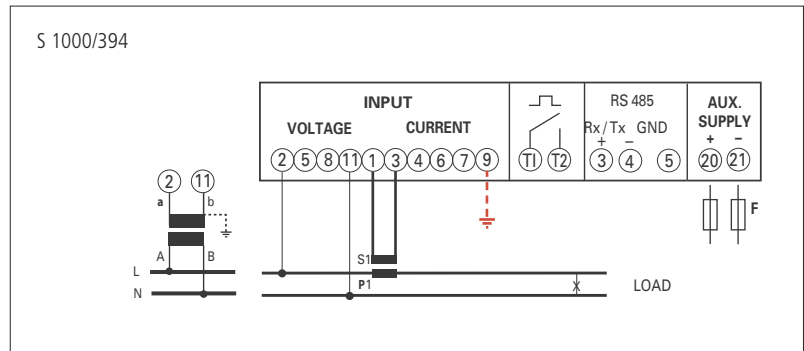 S 1000/394
INPUT
VOLTAGE CURRENT
RS 485
Rx/Tx GND
+ –
AUX.
SUPPLY
+ –
2 5 8 11 1 3 4 6 7 9
T1 T2
3 4 5
20 21
2 11
a b
F
A B
L
N
S1
P1
X
LOAD